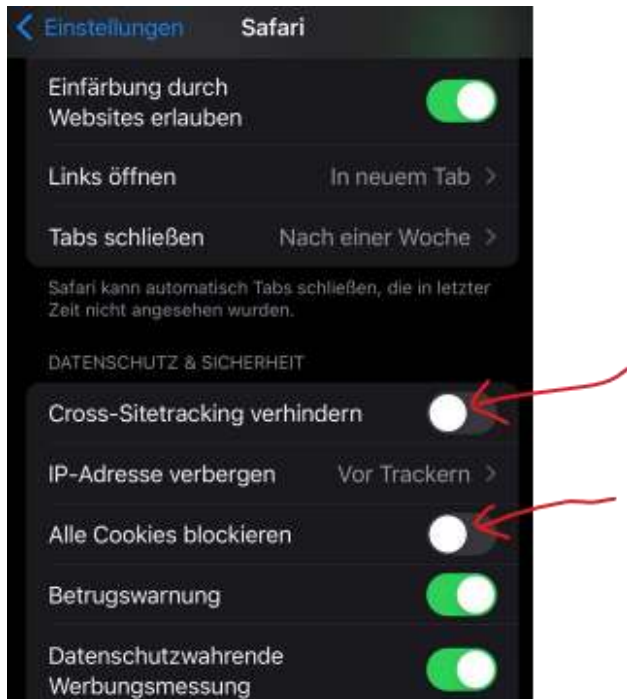 Einstellungen Safari
Einfärbung durch
Websites erlauben
Links öffnen In neuem Tab
Tabs schließen Nach einer Woche
Safari kann automatisch Tabs schließen, die in letzter
Zeit nicht angesehen wurden.
DATENSCHUTZ & SICHERHEIT
Cross-Sitetracking verhindern
IP-Adresse verbergen Vor Trackern
Alle Cookies blockieren
Betrugswarnung
Datenschutzwahrende
Werbungsmessung